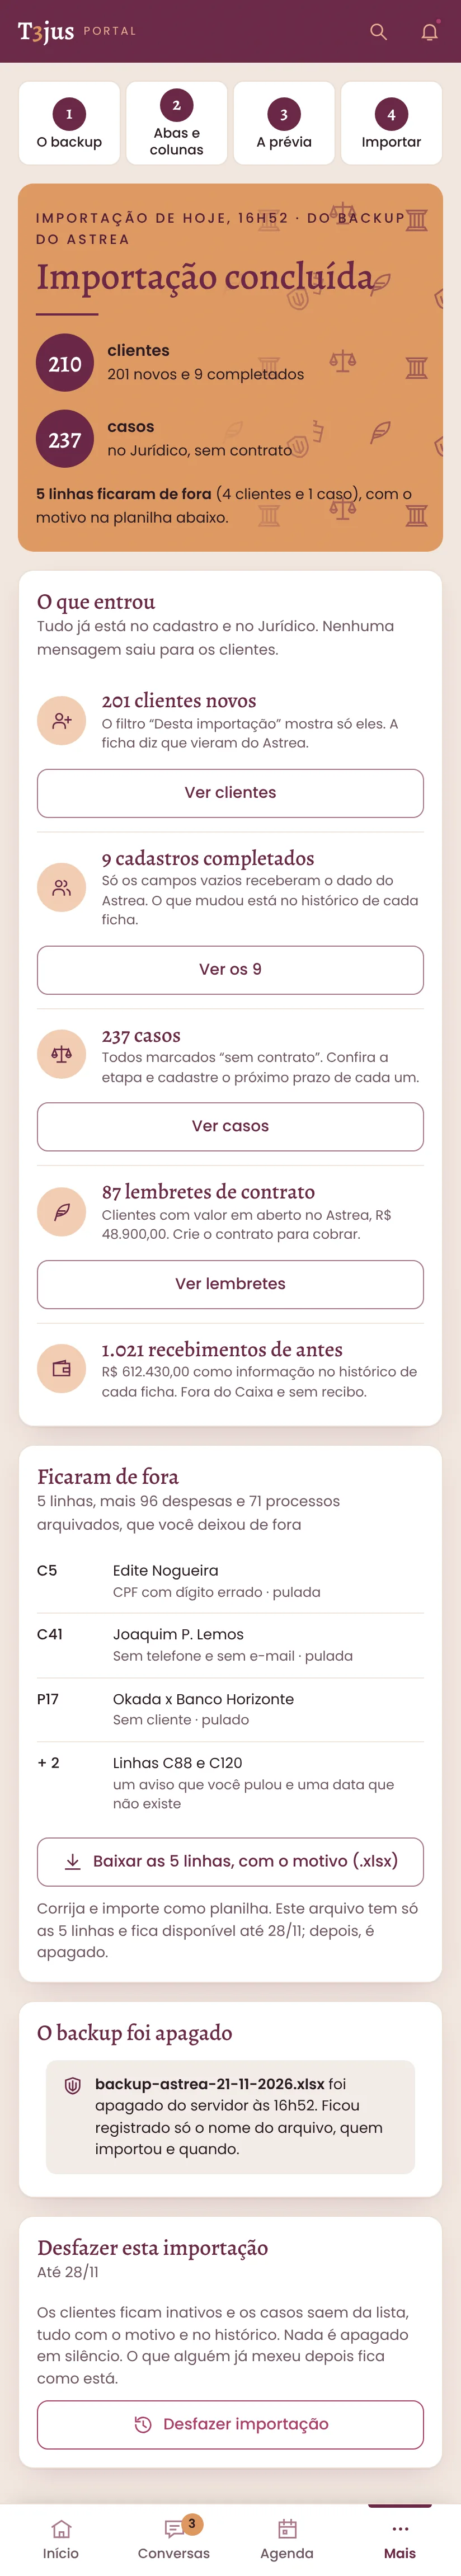 T3jus PORTAL
1
O backup
2
Abas e
colunas
3
A prévia
4
Importar
IMPORTAÇÃO DE HOJE, 16H52 · DO BACKUP
DO ASTREA
Importação concluída
210
clientes
201 novos e 9 completados
237
casos
no Jurídico, sem contrato
5 linhas ficaram de fora (4 clientes e 1 caso), com o
motivo na planilha abaixo.
O que entrou
Tudo já está no cadastro e no Jurídico. Nenhuma
mensagem saiu para os clientes.
201 clientes novos
O filtro “Desta importação” mostra só eles. A
ficha diz que vieram do Astrea.
Ver clientes
9 cadastros completados
Só os campos vazios receberam o dado do
Astrea. O que mudou está no histórico de cada
ficha.
Ver os 9
237 casos
Todos marcados “sem contrato”. Confira a
etapa e cadastre o próximo prazo de cada um.
Ver casos
87 lembretes de contrato
Clientes com valor em aberto no Astrea, R$
48.900,00. Crie o contrato para cobrar.
Ver lembretes
1.021 recebimentos de antes
R$ 612.430,00 como informação no histórico de
cada ficha. Fora do Caixa e sem recibo.
Ficaram de fora
5 linhas, mais 96 despesas e 71 processos
arquivados, que você deixou de fora
C5
Edite Nogueira
CPF com dígito errado · pulada
C41
Joaquim P. Lemos
Sem telefone e sem e-mail · pulada
P17
Okada x Banco Horizonte
Sem cliente · pulado
+ 2
Linhas C88 e C120
um aviso que você pulou e uma data que
não existe
Baixar as 5 linhas, com o motivo (.xlsx)
Corrija e importe como planilha. Este arquivo tem só
as 5 linhas e fica disponível até 28/11; depois, é
apagado.
O backup foi apagado
backup-astrea-21-11-2026.xlsx foi
apagado do servidor às 16h52. Ficou
registrado só o nome do arquivo, quem
importou e quando.
Desfazer esta importação
Até 28/11
Os clientes ficam inativos e os casos saem da lista,
tudo com o motivo e no histórico. Nada é apagado
em silêncio. O que alguém já mexeu depois fica
como está.
Desfazer importação
Início
3
Conversas
Agenda
Mais